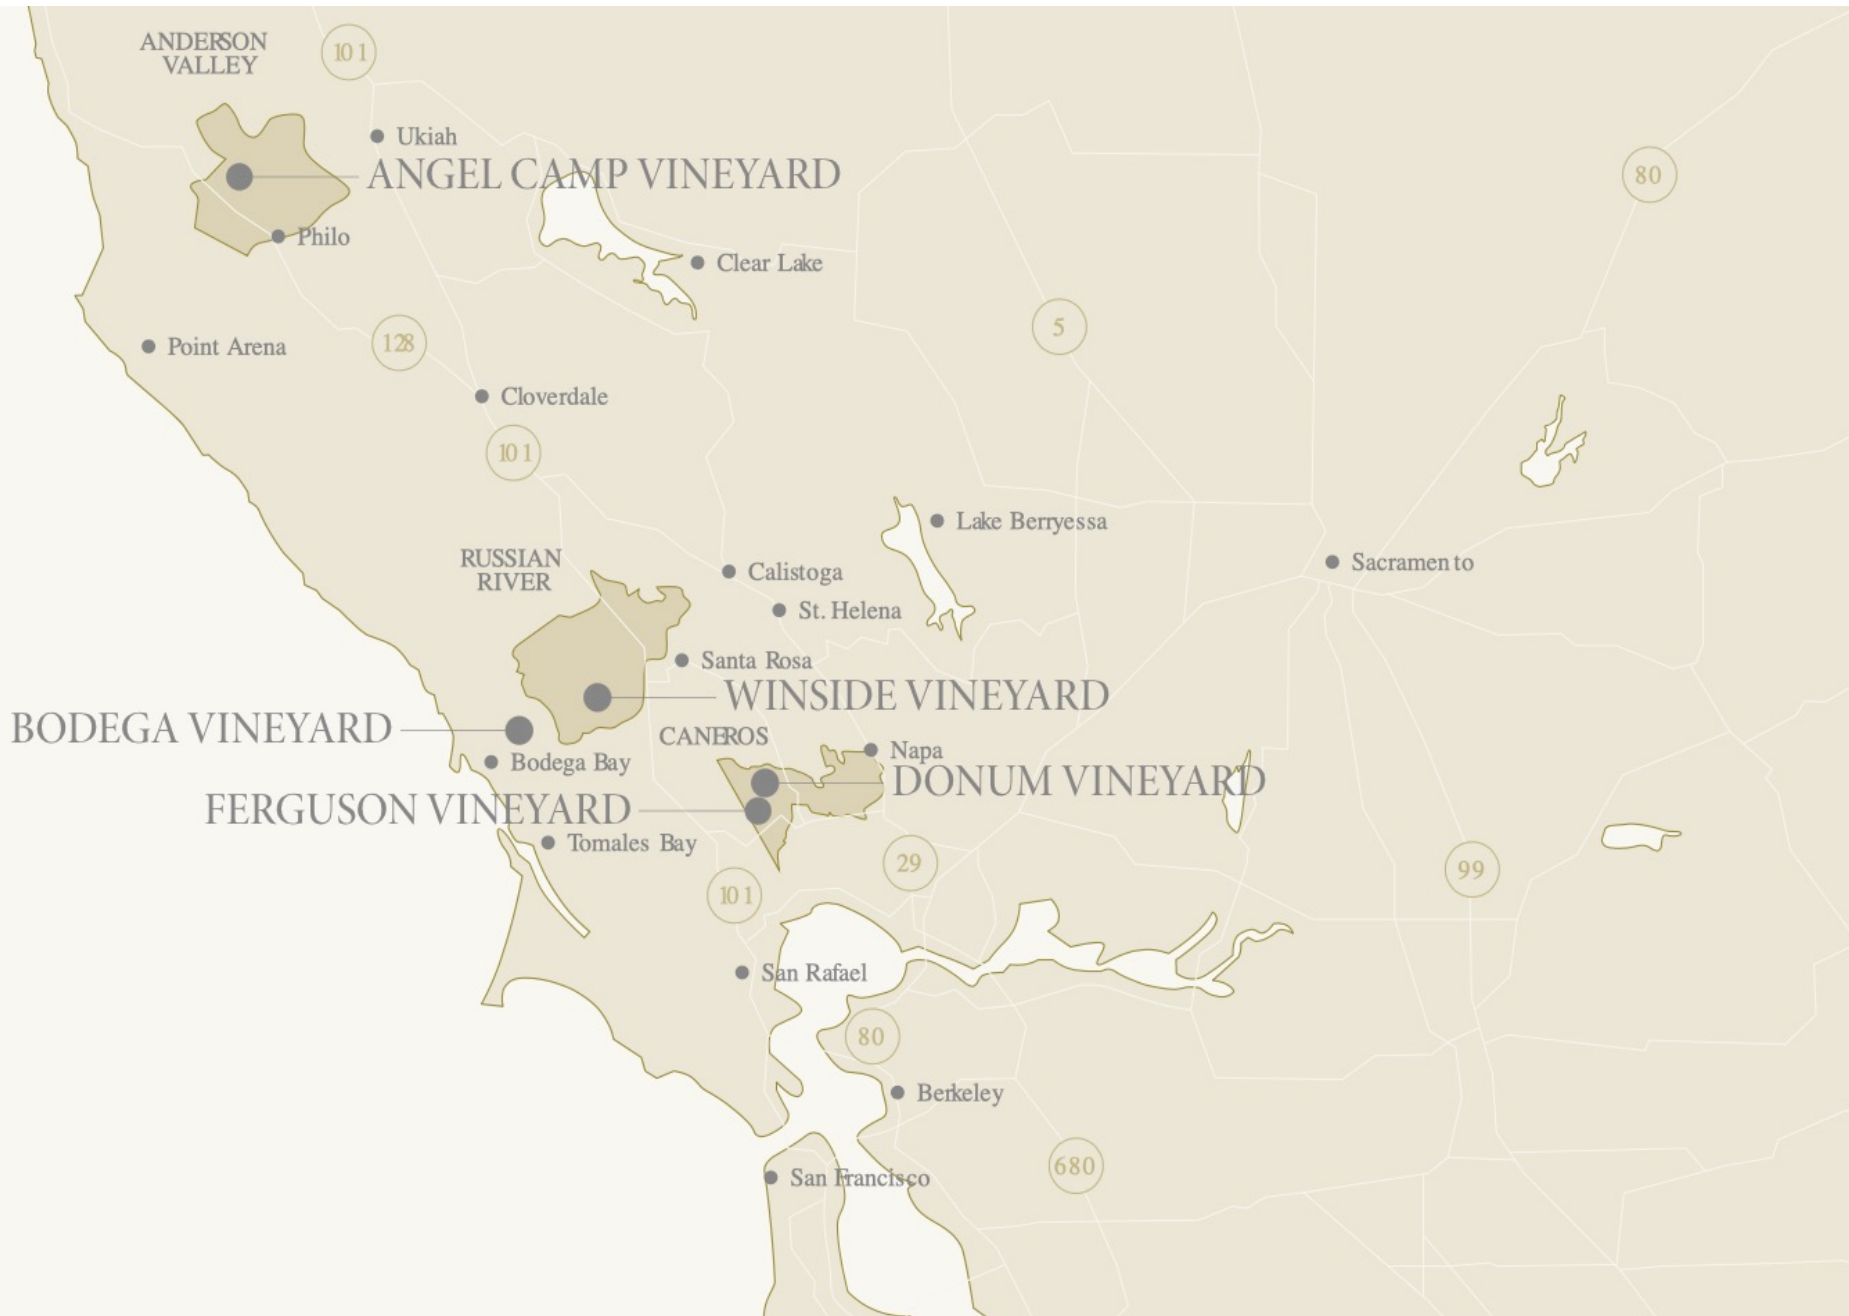 ANDERSON
VALLEY
101
Ukiah
ANGEL CAMP VINEYARD
80
Philo
Clear Lake
5
Point Arena
128
Cloverdale
101
Lake Berryessa
RUSSIAN
RIVER
Calistoga
Sacramento
St. Helena
Santa Rosa
WINSIDE VINEYARD
BODEGA VINEYARD
CANEROS
Napa
Bodega Bay
DONUM VINEYARD
FERGUSON VINEYARD
Tomales Bay
29
99
101
San Rafael
80
Berkeley
680
San Francisco